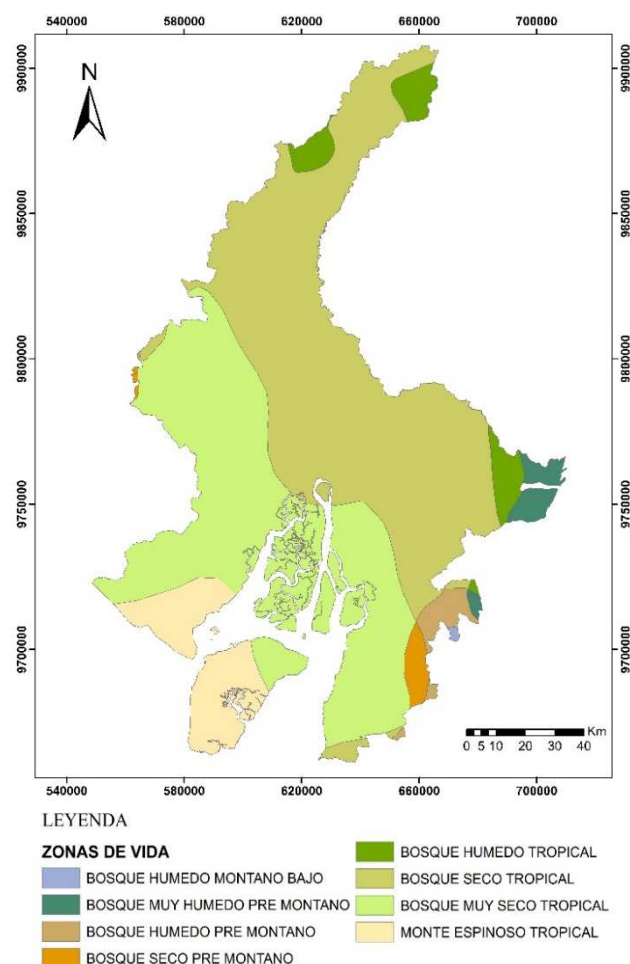 540000 580000 620000 660000 700000
N
9900000 9900000
9850000 9850000
9800000 9800000
9750000 9750000
9700000 9700000
Km
0 5 10 20 30 40
540000 580000 620000 660000 700000
LEYENDA
ZONAS DE VIDA
BOSQUE HUMEDO MONTANO BAJO
BOSQUE MUY HUMEDO PRE MONTANO
BOSQUE HUMEDO PRE MONTANO
BOSQUE SECO PRE MONTANO
BOSQUE HUMEDO TROPICAL
BOSQUE SECO TROPICAL
BOSQUE MUY SECO TROPICAL
MONTE ESPINOSO TROPICAL